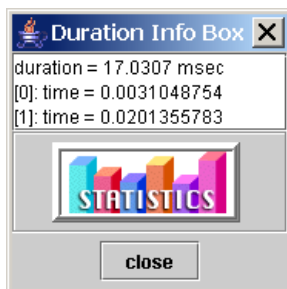 Duration Info Box
duration = 17.0307 msec
[0]: time = 0.0031048754
[1]: time = 0.0201355783
STATISTICS
close